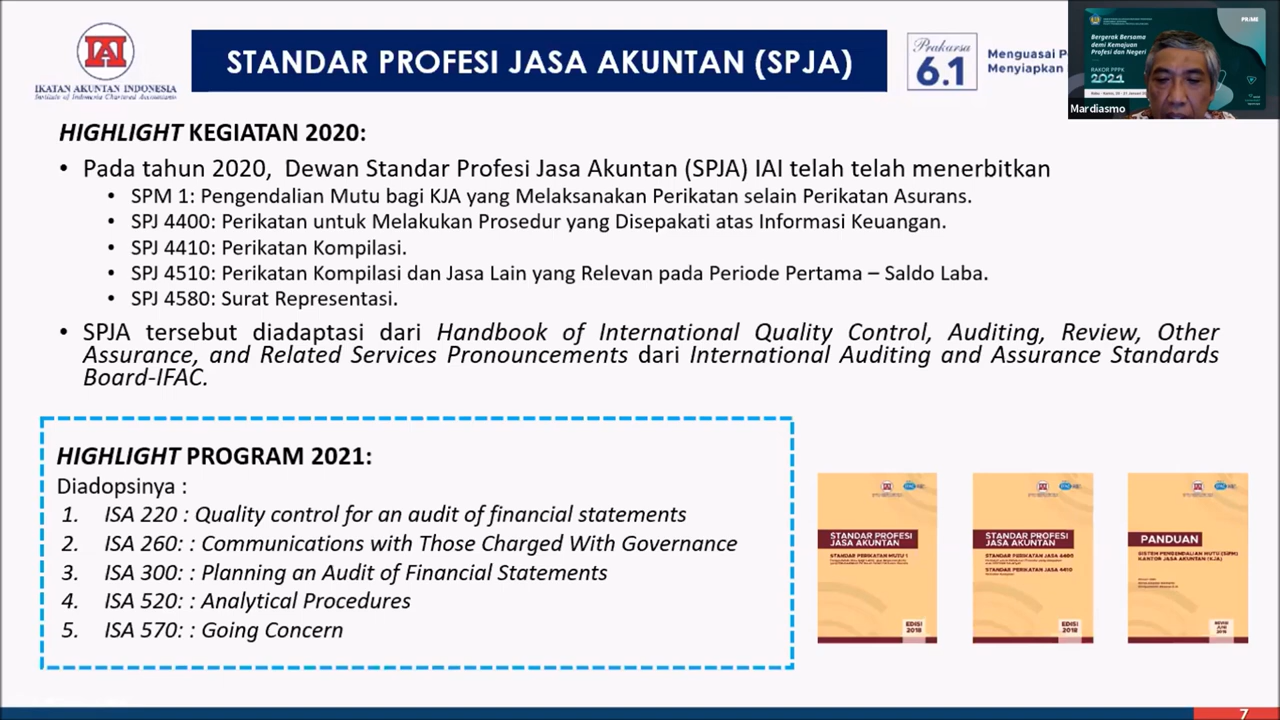 IAI
IKATAN AKUNTAN INDONESIA
Institute of Indonesia Chartered Accountants
STANDAR PROFESI JASA AKUNTAN (SPJA)
Prakarsa
6.1
Menguasai
Menyiapkan
PRIME
Bergerak Bersama
demi Kemajuan
Profesi dan Negeri
RAKOR PPPK
2021
Mardiasmo
HIGHLIGHT KEGIATAN 2020:
• Pada tahun 2020, Dewan Standar Profesi Jasa Akuntan (SPJA) IAI telah telah menerbitkan
• SPM 1: Pengendalian Mutu bagi KJA yang Melaksanakan Perikatan selain Perikatan Asurans.
• SPJ 4400: Perikatan untuk Melakukan Prosedur yang Disepakati atas Informasi Keuangan.
• SPJ 4410: Perikatan Kompilasi.
• SPJ 4510: Perikatan Kompilasi dan Jasa Lain yang Relevan pada Periode Pertama – Saldo Laba.
• SPJ 4580: Surat Representasi.
• SPJA tersebut diadaptasi dari Handbook of International Quality Control, Auditing, Review, Other
Assurance, and Related Services Pronouncements dari International Auditing and Assurance Standards
Board-IFAC.
HIGHLIGHT PROGRAM 2021:
Diadopsinya :
1. ISA 220 : Quality control for an audit of financial statements
2. ISA 260: : Communications with Those Charged With Governance
3. ISA 300: : Planning an Audit of Financial Statements
4. ISA 520: : Analytical Procedures
5. ISA 570: : Going Concern
STANDAR PROFESI
JASA AKUNTAN
STANDAR PERIKATAN MUTU 1
EDISI
2018
STANDAR PROFESI
JASA AKUNTAN
STANDAR PERIKATAN JASA 4400
STANDAR PERIKATAN JASA 4410
EDISI
2018
PANDUAN
SISTEM PENGENDALIAN MUTU (SPM)
KANTOR JASA AKUNTAN (KJA)
7